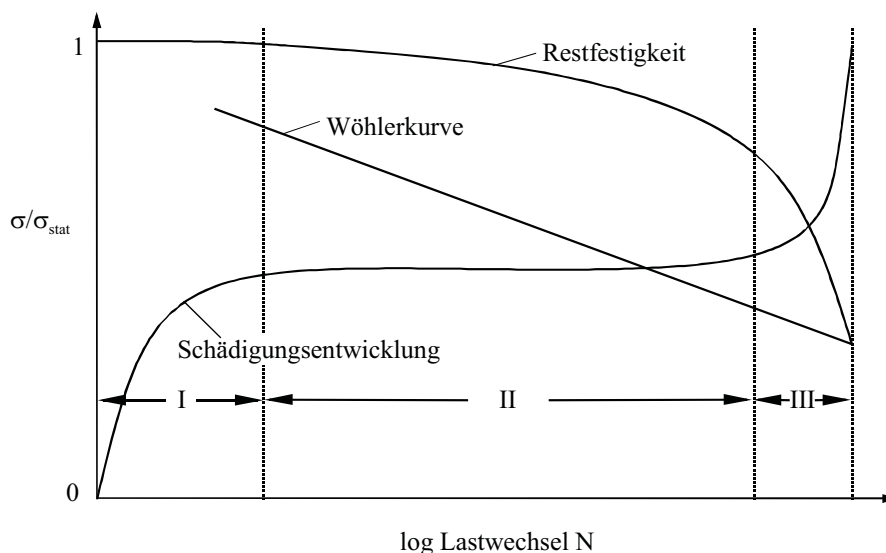 1
Restfestigkeit
Wöhlerkurve
σ/σstat
Schädigungsentwicklung
I
II
III
0
log Lastwechsel N